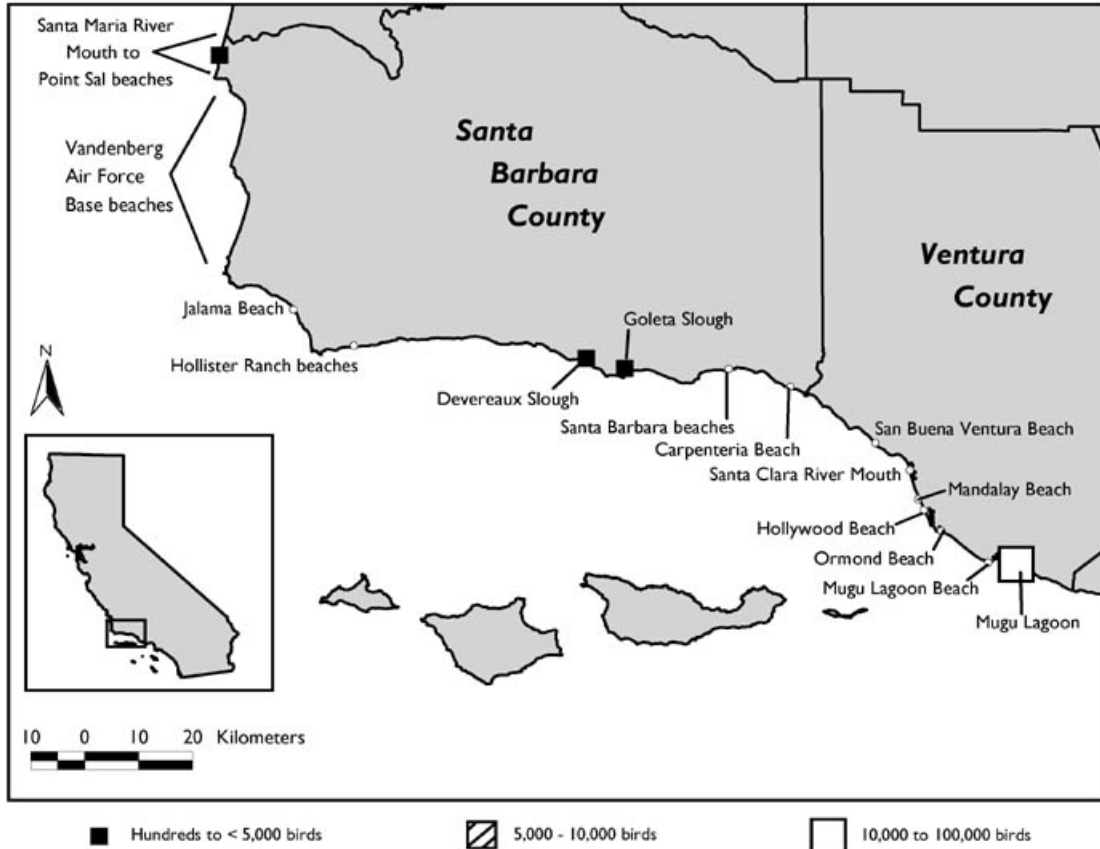 Santa Maria River
Mouth to
Point Sal beaches
Vandenberg
Air Force
Base beaches
Santa
Barbara
County
Ventura
County
Jalama Beach
Goleta Slough
Hollister Ranch beaches
Devereaux Slough
Santa Barbara beaches
Carpenteria Beach
San Buena Ventura Beach
Santa Clara River Mouth
Mandalay Beach
Hollywood Beach
Ormond Beach
Mugu Lagoon Beach
Mugu Lagoon
N
10 0 10 20 Kilometers
Hundreds to < 5,000 birds
5,000 - 10,000 birds
10,000 to 100,000 birds